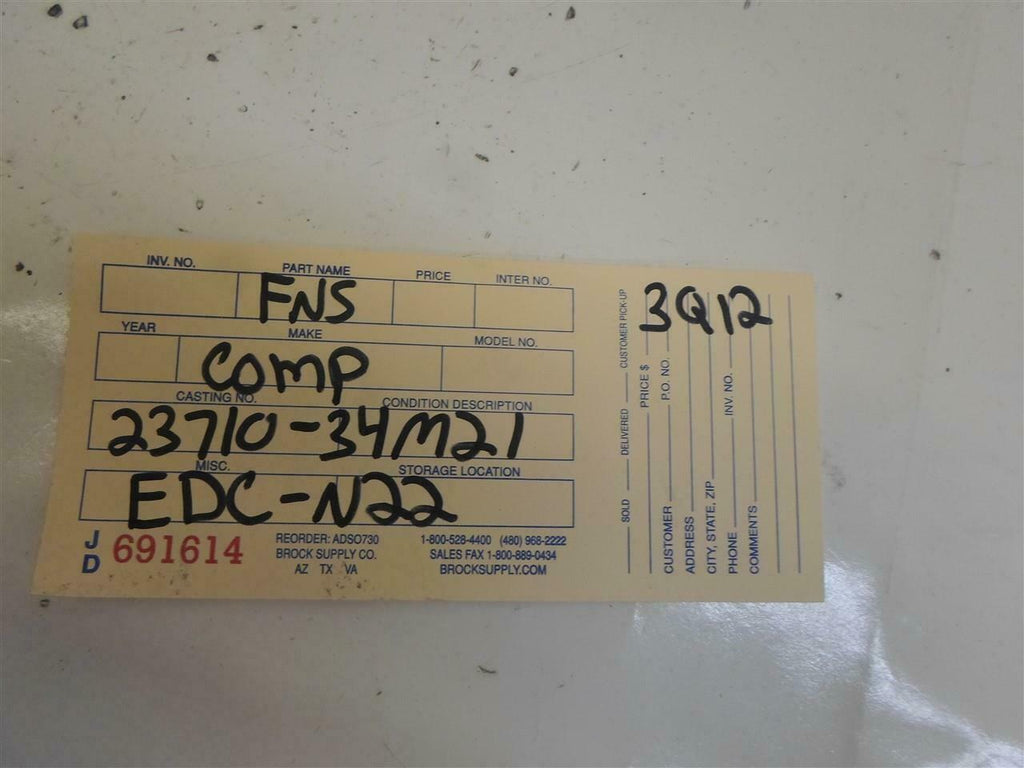 INV. NO. PART NAME PRICE INTER NO.
FNS
YEAR MAKE MODEL NO.
comp
CASTING NO. CONDITION DESCRIPTION
23710-34M21
MISC. STORAGE LOCATION
EDC-N22
JD 691614
REORDER: ADSO730 1-800-528-4400 (480) 968-2222
BROCK SUPPLY CO. SALES FAX 1-800-889-0434
AZ TX VA BROCKSUPPLY.COM
3Q12
SOLD DELIVERED CUSTOMER PICK-UP
PRICE $
CUSTOMER P.O. NO.
ADDRESS
CITY, STATE, ZIP
PHONE INV. NO.
COMMENTS